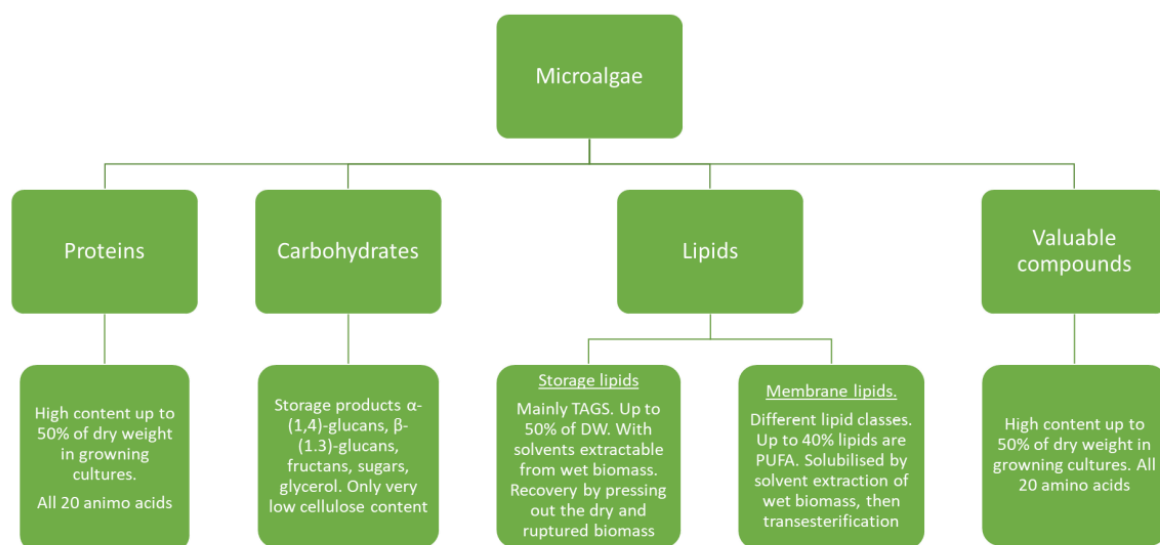 Microalgae
Proteins
Carbohydrates
Lipids
Valuable
compounds
High content up to
50% of dry weight
in growning
cultures.
All 20 animo acids
Storage products α-
(1,4)-glucans, β-
(1.3)-glucans,
fructans, sugars,
glycerol. Only very
low cellulose content
Storage lipids
Mainly TAGS. Up to
50% of DW. With
solvents extractable
from wet biomass.
Recovery by pressing
out the dry and
ruptured biomass
Membrane lipids.
Different lipid classes.
Up to 40% lipids are
PUFA. Solubilised by
solvent extraction of
wet biomass, then
transesterification
High content up to
50% of dry weight in
growning cultures. All
20 amino acids